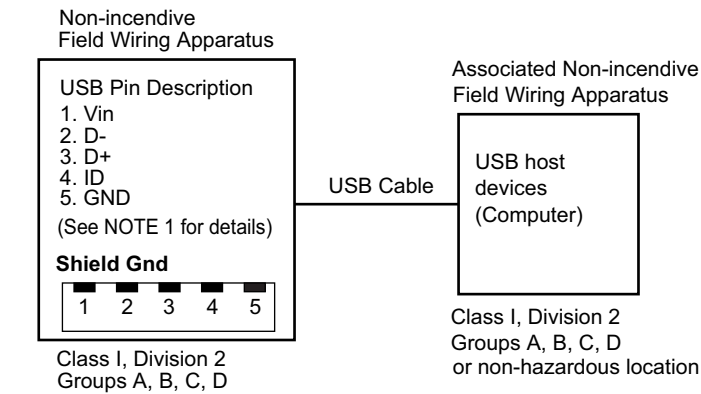 Non-incendive
Field Wiring Apparatus
USB Pin Description
1. Vin
2. D-
3. D+
4. ID
5. GND
(See NOTE 1 for details)
Shield Gnd
1 2 3 4 5
Class I, Division 2
Groups A, B, C, D
USB Cable
Associated Non-incendive
Field Wiring Apparatus
USB host
devices
(Computer)
Class I, Division 2
Groups A, B, C, D
or non-hazardous location